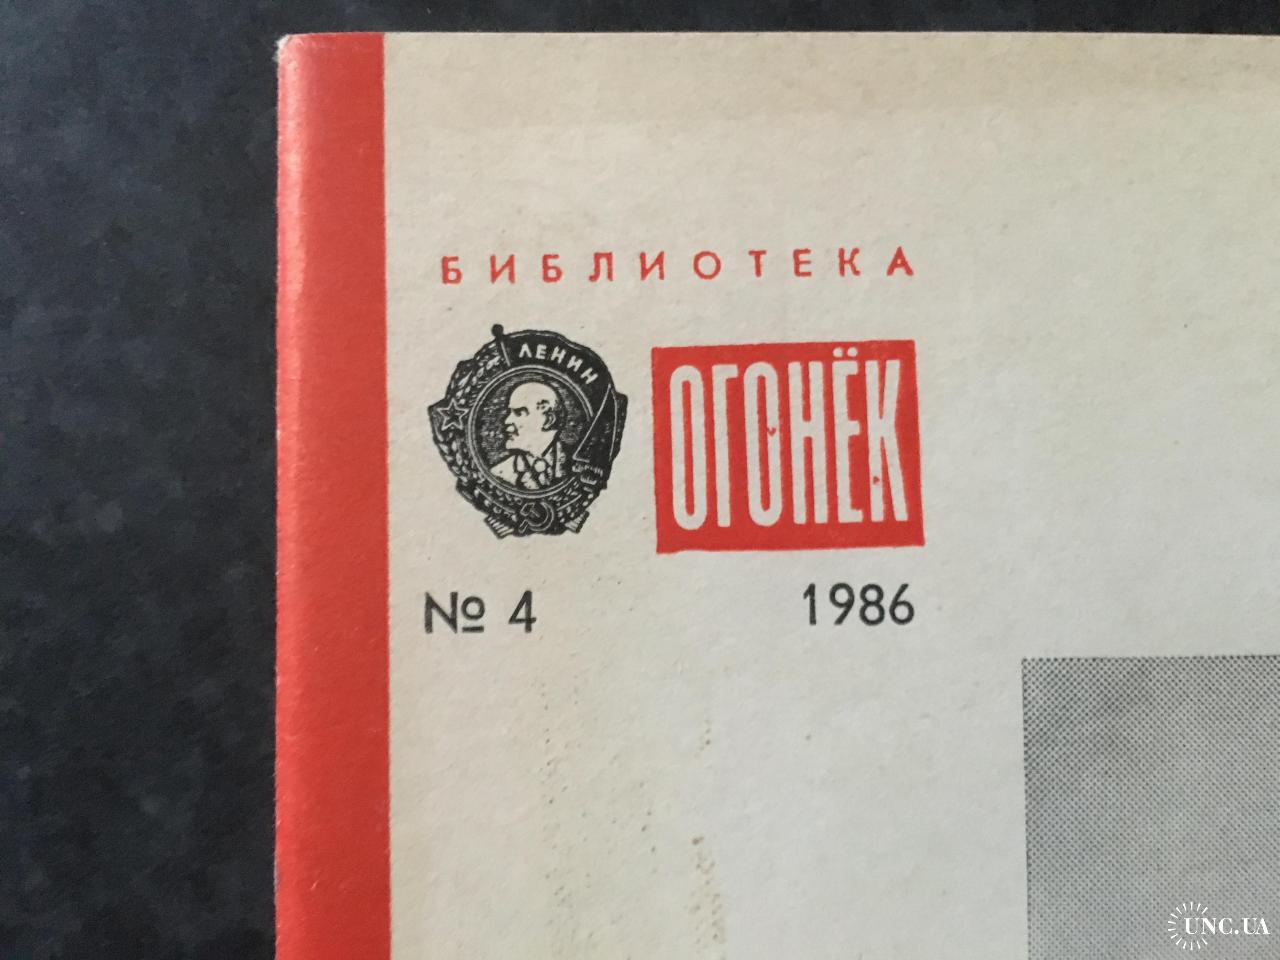 БИБЛИОТЕКА
ЛЕНИН
ОГОНЁК
№ 4 1986
UNC.UA